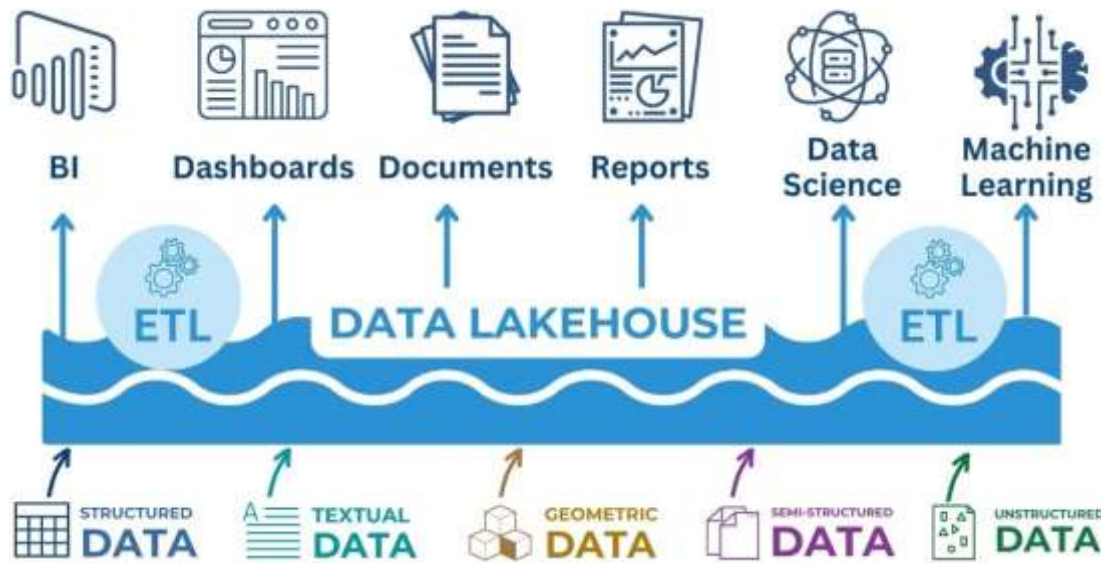 BI
Dashboards
Documents
Reports
Data
Science
Machine
Learning
ETL
DATA LAKEHOUSE
ETL
STRUCTURED
DATA
A
TEXTUAL
DATA
GEOMETRIC
DATA
SEMI-STRUCTURED
DATA
UNSTRUCTURED
DATA